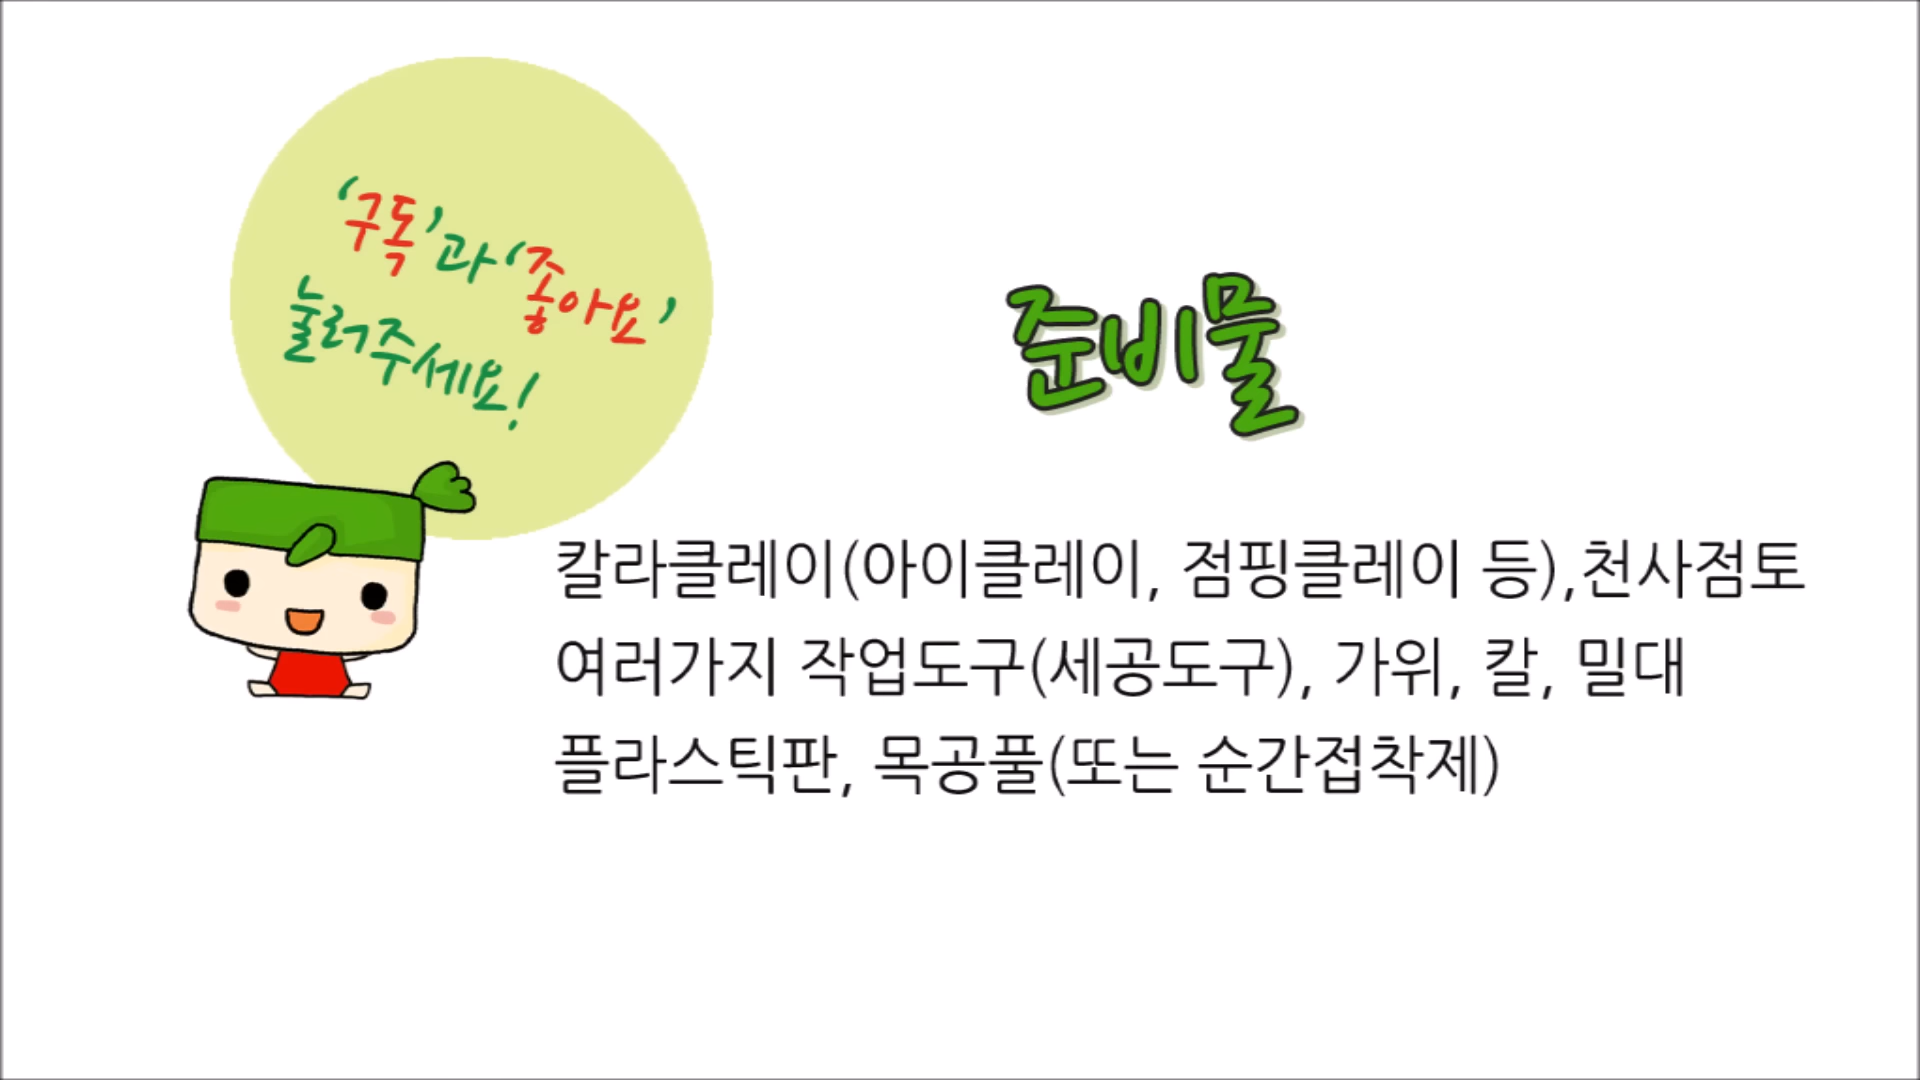 ‘구독’과 ‘좋아요’
눌러주세요!
준비물
칼라클레이(아이클레이, 점핑클레이 등),천사점토
여러가지 작업도구(세공도구), 가위, 칼, 밀대
플라스틱판, 목공풀(또는 순간접착제)